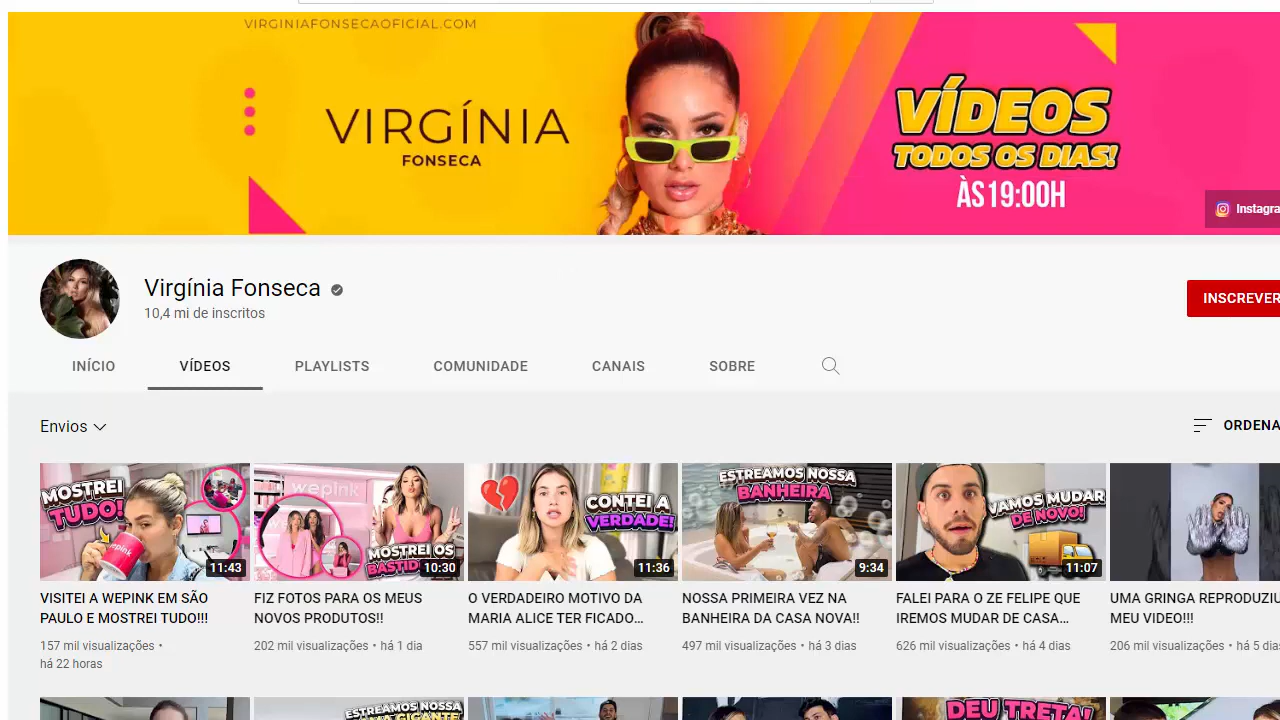 VIRGINIAFONSECAOFICIAL.COM
VIRGÍNIA
FONSECA
VÍDEOS
TODOS OS DIAS!
ÀS 19:00H
Virgínia Fonseca
10,4 mi de inscritos
INÍCIO VÍDEOS PLAYLISTS COMUNIDADE CANAIS SOBRE
Envios
MOSTREI
TUDO!
wepink
11:43
wepink
MOSTREI OS
10:30
CONTEI A
VERDADE!
11:36
ESTREAMOS NOSSA
BANHEIRA
9:34
VAMOS MUDAR
DE NOVO!
11:07
VISITEI A WEPINK EM SÃO
PAULO E MOSTREI TUDO!!!
157 mil visualizações •
há 22 horas
FIZ FOTOS PARA OS MEUS
NOVOS PRODUTOS!!
202 mil visualizações • há 1 dia
O VERDADEIRO MOTIVO DA
MARIA ALICE TER FICADO...
557 mil visualizações • há 2 dias
NOSSA PRIMEIRA VEZ NA
BANHEIRA DA CASA NOVA!!
497 mil visualizações • há 3 dias
FALEI PARA O ZE FELIPE QUE
IREMOS MUDAR DE CASA...
626 mil visualizações • há 4 dias
UMA GRINGA REPRODUZIU
MEU VIDEO!!!
206 mil visualizações • há 5 dias
ESTREAMOS NOSSA
DEU TRETA!